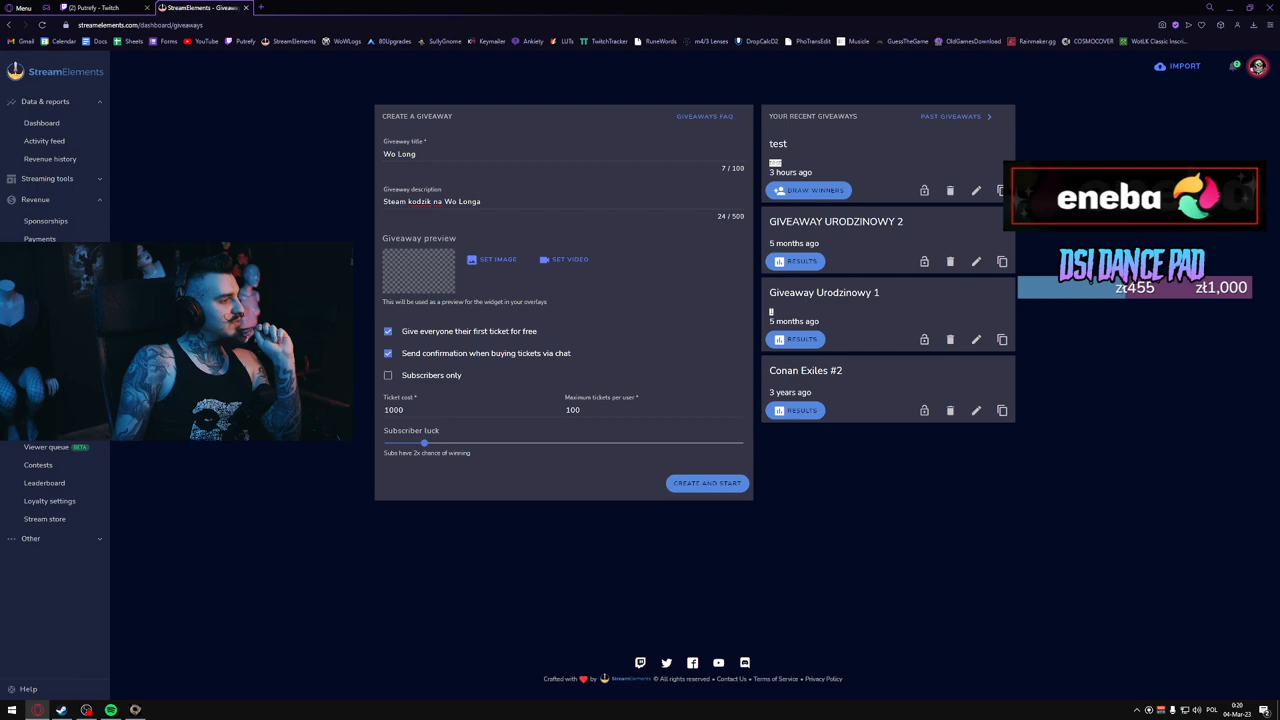 Menu
(2) Putrefy - Twitch
StreamElements - Giveaw
streamelements.com/dashboard/giveaways
Gmail
Calendar
Docs
Sheets
Forms
YouTube
Putrefy
StreamElements
WoWLogs
80Upgrades
SullyGnome
Keymailer
Ankiety
LUTs
TwitchTracker
RuneWords
m4/3 Lenses
DropCalcD2
PhoTransEdit
Musicle
GuessTheGame
OldGamesDownload
Rainmaker.gg
COSMOCOVER
WotLK Classic Inscri...
StreamElements
IMPORT
Data & reports
Dashboard
Activity feed
Revenue history
Streaming tools
Revenue
Sponsorships
Payments
Viewer queue BETA
Contests
Leaderboard
Loyalty settings
Stream store
Other
Help
CREATE A GIVEAWAY
GIVEAWAYS FAQ
Giveaway title *
Wo Long
7 / 100
Giveaway description
Steam kodzik na Wo Longa
24 / 500
Giveaway preview
SET IMAGE
SET VIDEO
This will be used as a preview for the widget in your overlays
Give everyone their first ticket for free
Send confirmation when buying tickets via chat
Subscribers only
Ticket cost *
1000
Maximum tickets per user *
100
Subscriber luck
Subs have 2x chance of winning
CREATE AND START
YOUR RECENT GIVEAWAYS
PAST GIVEAWAYS
test
3 hours ago
DRAW WINNERS
GIVEAWAY URODZINOWY 2
5 months ago
RESULTS
Giveaway Urodzinowy 1
5 months ago
RESULTS
Conan Exiles #2
3 years ago
RESULTS
eneba
DSI DANCE PAD
zł455
zł1,000
Crafted with by StreamElements © All rights reserved • Contact Us • Terms of Service • Privacy Policy
POL
0:20
04-Mar-23